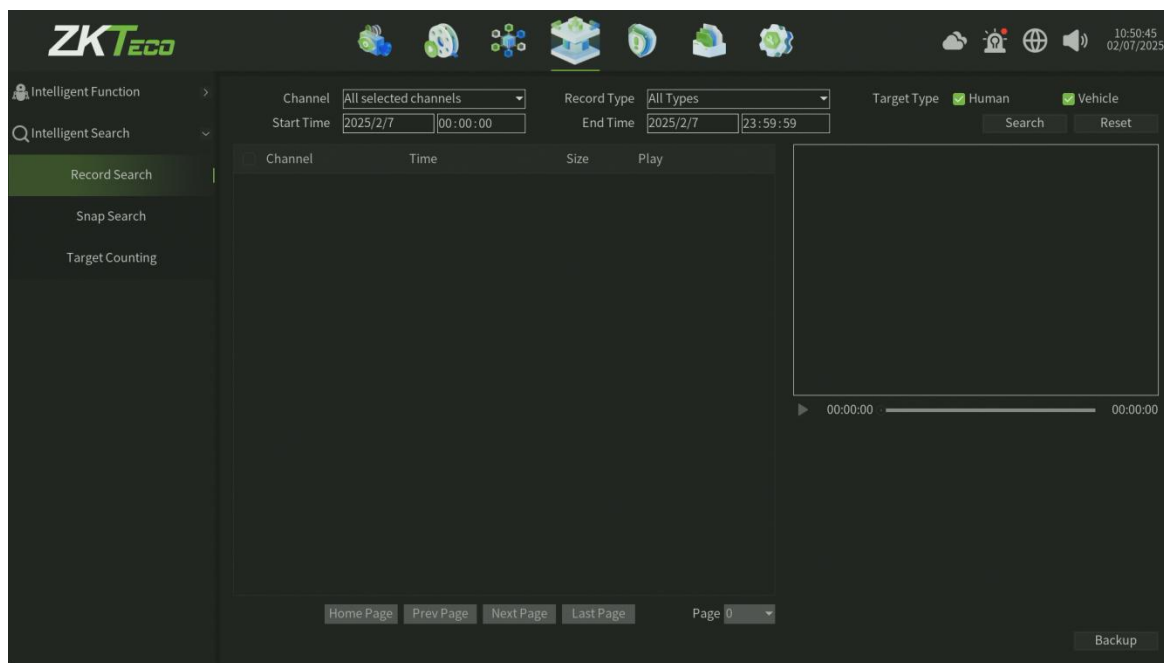 ZKTECO
10:50:45
02/07/2025
Intelligent Function
Intelligent Search
Record Search
Snap Search
Target Counting
Channel All selected channels Record Type All Types Target Type Human Vehicle
Start Time 2025/2/7 00:00:00 End Time 2025/2/7 23:59:59 Search Reset
Channel Time Size Play
00:00:00 00:00:00
Home Page Prev Page Next Page Last Page Page 0
Backup